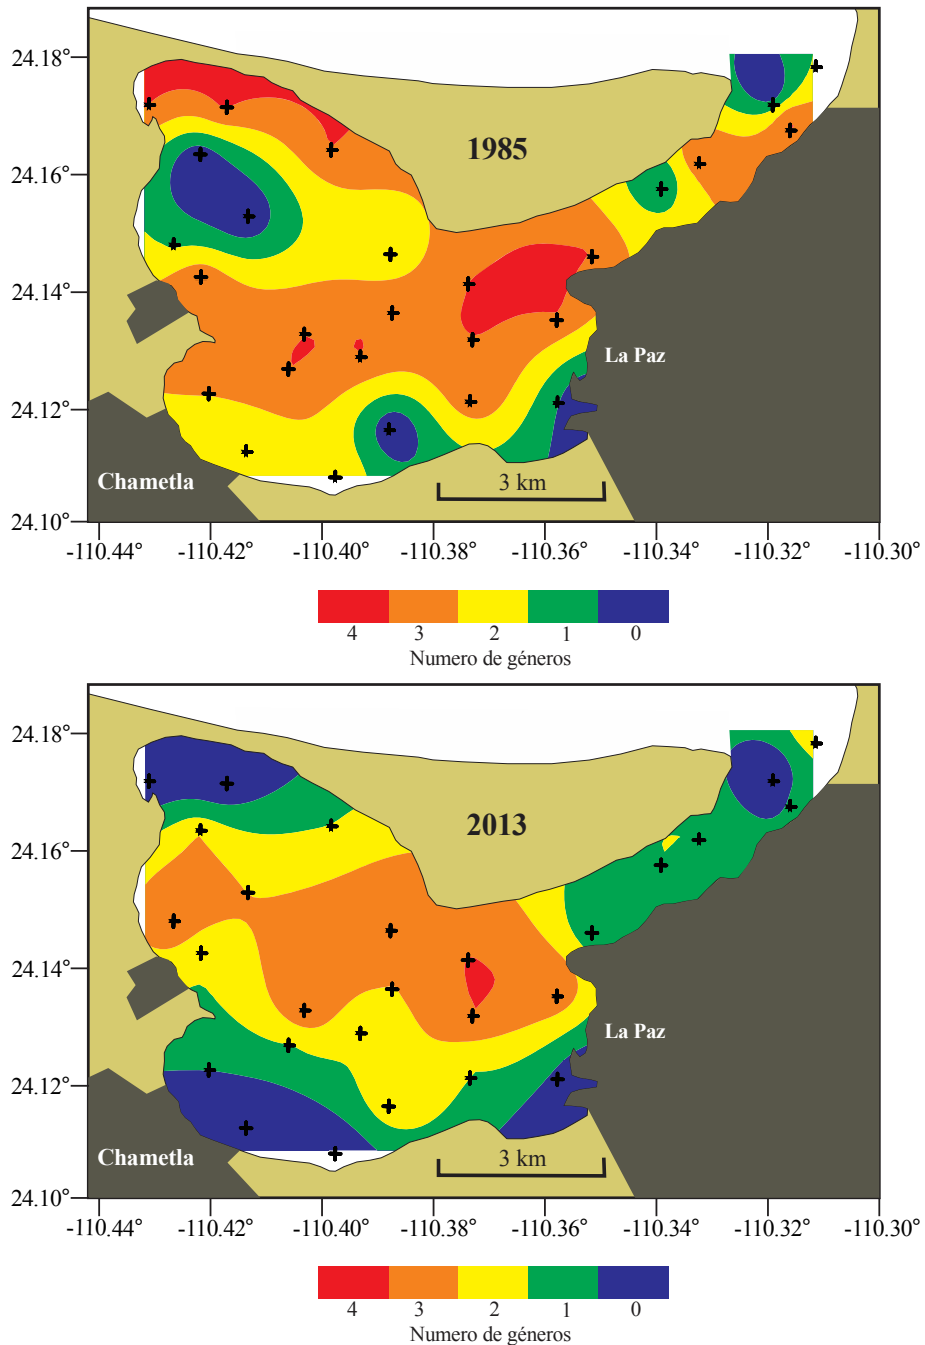 24.18°
24.16°
1985
24.14°
La Paz
24.12°
Chametla
3 km
24.10°
-110.44° -110.42° -110.40° -110.38° -110.36° -110.34° -110.32° -110.30°
4 3 2 1 0
Numero de géneros
24.18°
24.16°
2013
24.14°
La Paz
24.12°
Chametla
3 km
24.10°
-110.44° -110.42° -110.40° -110.38° -110.36° -110.34° -110.32° -110.30°
4 3 2 1 0
Numero de géneros